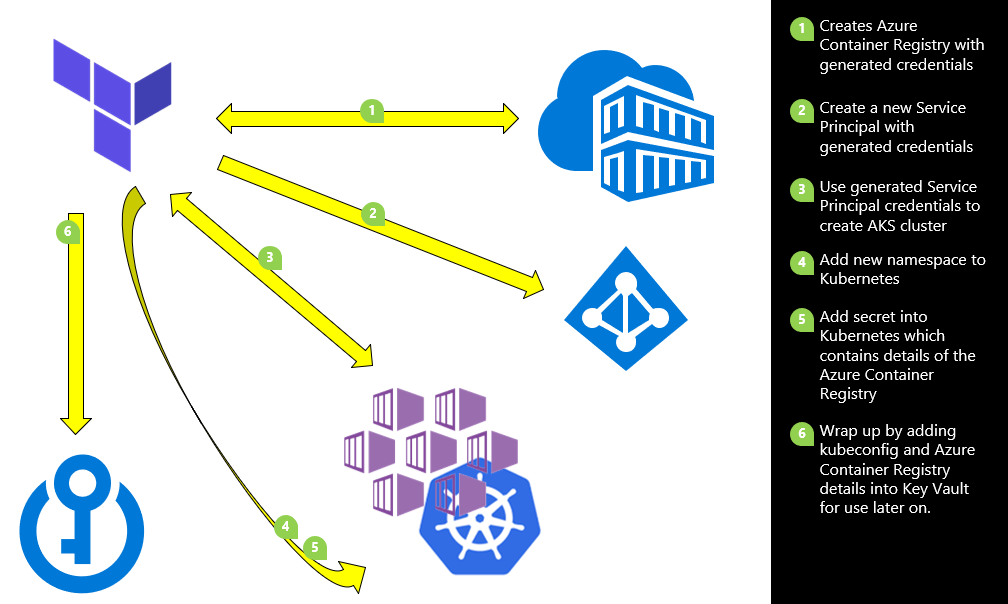 1
2
3
4
5
6
1
Creates Azure
Container Registry with
generated credentials
2
Create a new Service
Principal with
generated credentials
3
Use generated Service
Principal credentials to
create AKS cluster
4
Add new namespace to
Kubernetes
5
Add secret into
Kubernetes which
contains details of the
Azure Container
Registry
6
Wrap up by adding
kubeconfig and Azure
Container Registry
details into Key Vault
for use later on.